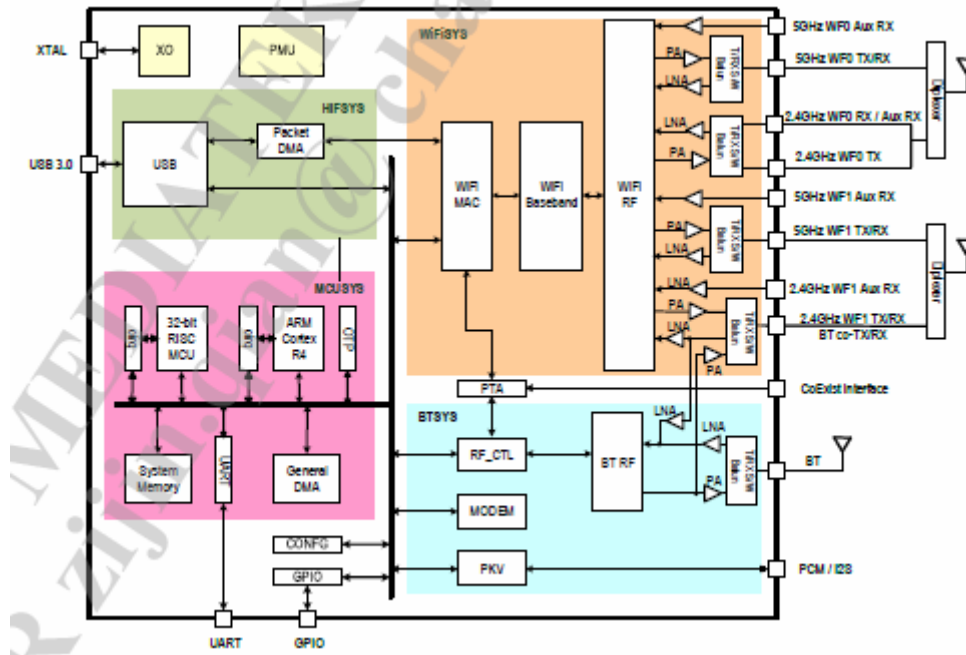 XTAL
XO
PMU
HIFSYS
USB 3.0
USB
Packet
DMA
WiFiSYS
WIFI
MAC
WIFI
Baseband
WIFI
RF
PA
LNA
T/RX SW
Balun
LNA
PA
T/RX SW
Balun
PA
LNA
T/RX SW
Balun
LNA
PA
LNA
T/RX SW
Balun
PA
5GHz WF0 Aux RX
5GHz WF0 TX/RX
2.4GHz WF0 RX / Aux RX
2.4GHz WF0 TX
Diplexer
5GHz WF1 Aux RX
5GHz WF1 TX/RX
2.4GHz WF1 Aux RX
2.4GHz WF1 TX/RX
BT co-TX/RX
Diplexer
MCUSYS
32-bit
RISC
MCU
ARM
Cortex
R4
OTP
System
Memory
UART
General
DMA
CONFG
GPIO
UART
GPIO
PTA
CoExist Interface
BTSYS
RF_CTL
BT RF
LNA
LNA
PA
T/RX SW
Balun
BT
MODEM
PKV
PCM / I2S
MEDIATEK